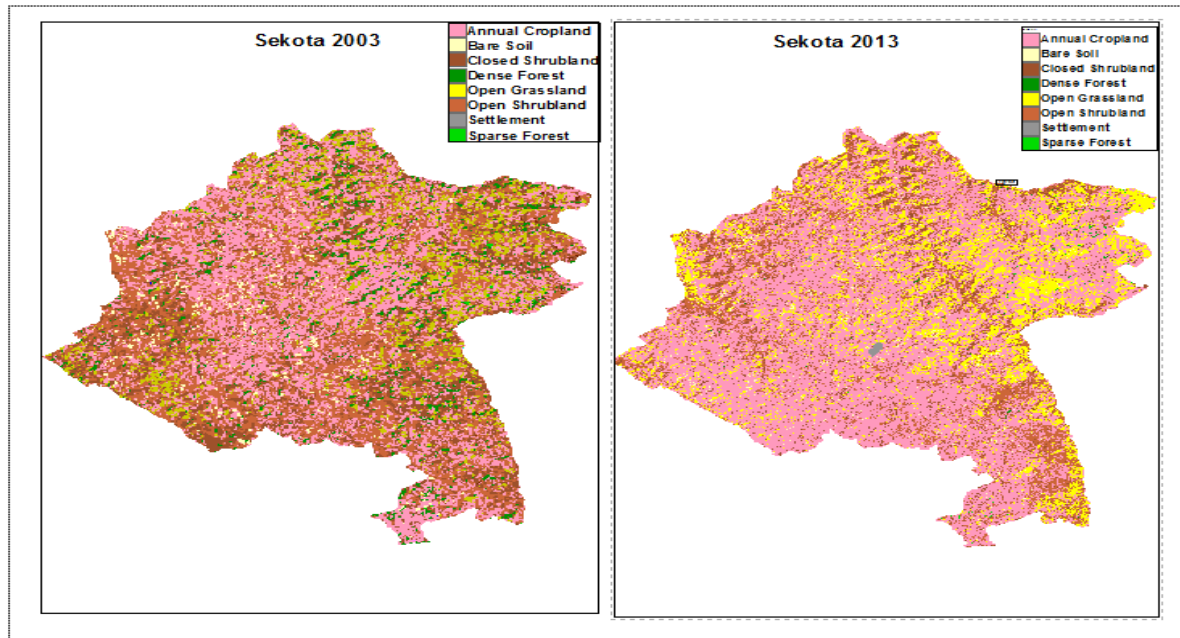 Sekota 2003
Annual Cropland
Bare Soil
Closed Shrubland
Dense Forest
Open Grassland
Open Shrubland
Settlement
Sparse Forest
Sekota 2013
Annual Cropland
Bare Soil
Closed Shrubland
Dense Forest
Open Grassland
Open Shrubland
Settlement
Sparse Forest